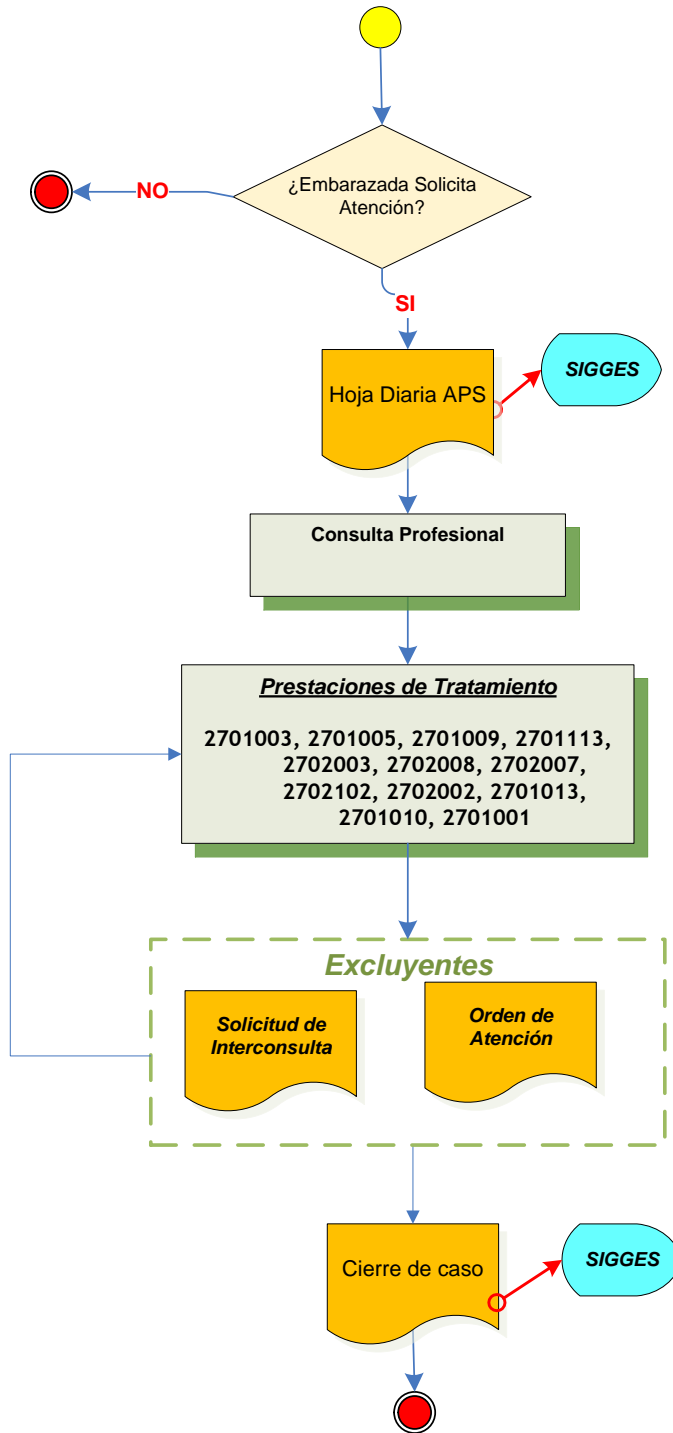 ¿Embarazada Solicita
Atención?
NO
SI
Hoja Diaria APS
SIGGES
Consulta Profesional
Prestaciones de Tratamiento
2701003, 2701005, 2701009, 2701113,
2702003, 2702008, 2702007,
2702102, 2702002, 2701013,
2701010, 2701001
Excluyentes
Solicitud de
Interconsulta
Orden de
Atención
Cierre de caso
SIGGES